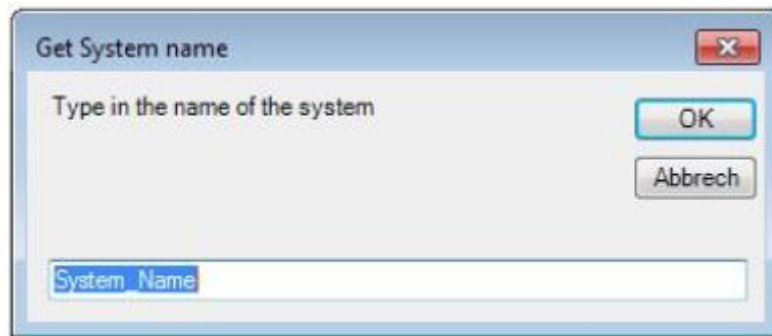 Get System name
Type in the name of the system
OK
Abbrech
System_Name